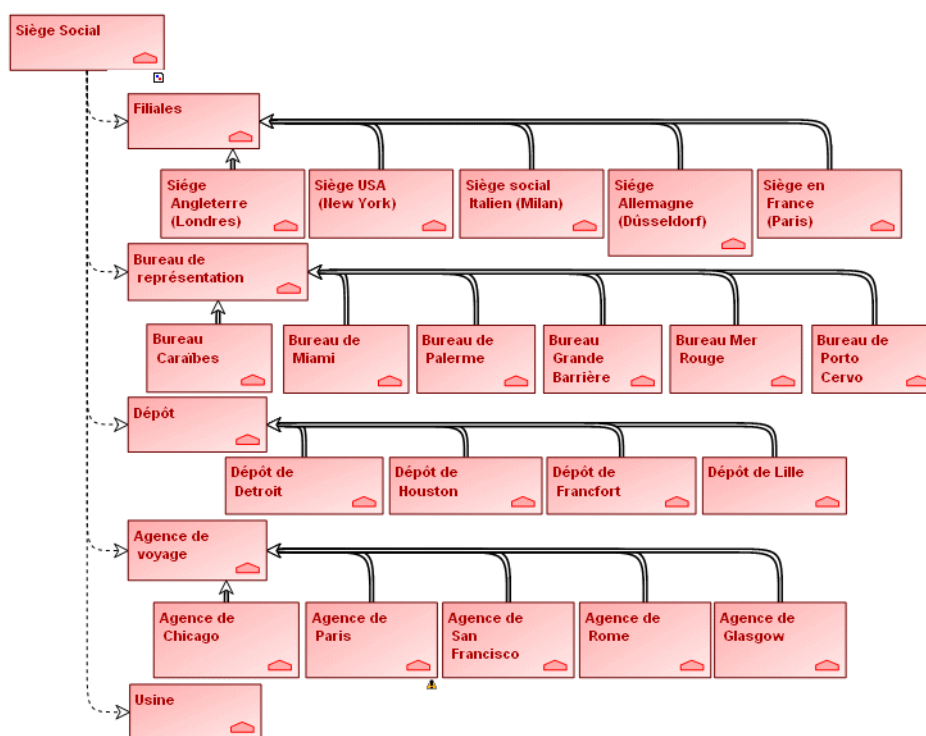 Siège Social
Filiales
Siége
Angleterre
(Londres)
Siège USA
(New York)
Siège social
Italien (Milan)
Siége
Allemagne
(Dûsseldorf)
Siège en
France
(Paris)
Bureau de
représentation
Bureau
Caraïbes
Bureau de
Miami
Bureau de
Palerme
Bureau
Grande
Barrière
Bureau Mer
Rouge
Bureau de
Porto
Cervo
Dépôt
Dépôt de
Detroit
Dépôt de
Houston
Dépôt de
Francfort
Dépôt de Lille
Agence de
voyage
Agence de
Chicago
Agence de
Paris
Agence de
San
Francisco
Agence de
Rome
Agence de
Glasgow
Usine